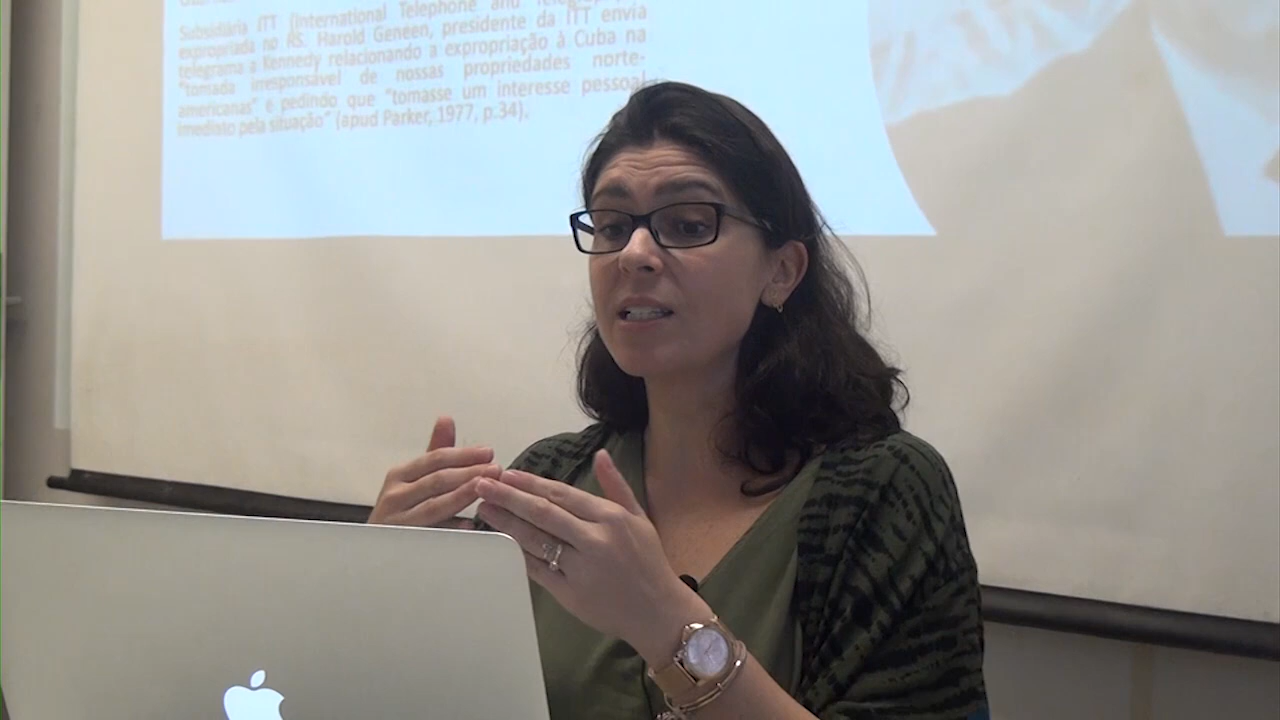 Subsidiária ITT (International Telephone and Telegraph)
expropriada no RS. Harold Geneen, presidente da ITT envia
telegrama a Kennedy relacionando a expropriação à Cuba na
"tomada irresponsável de nossas propriedades norte-
americanas" e pedindo que "tomasse um interesse pessoal
imediato pela situação" (apud Parker, 1977, p.34).